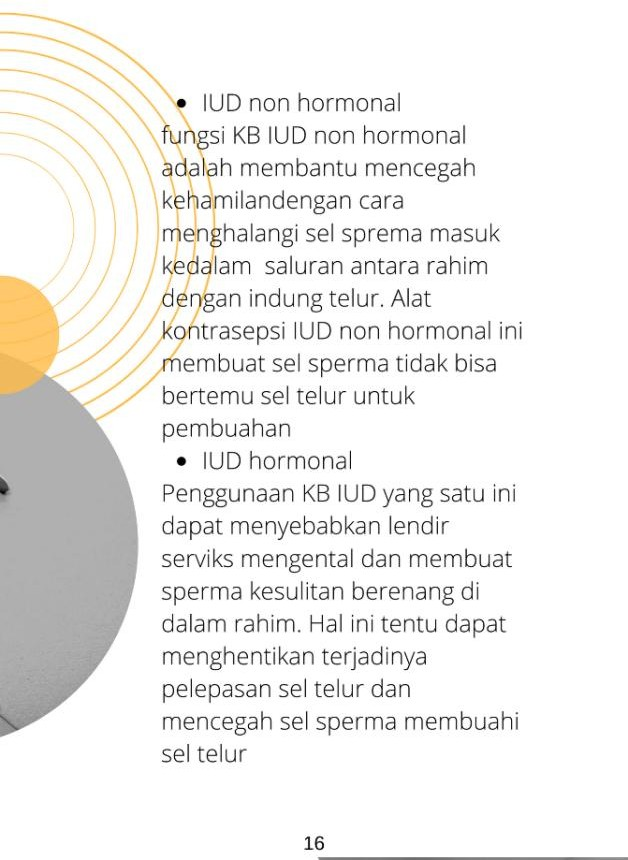 • IUD non hormonal
fungsi KB IUD non hormonal
adalah membantu mencegah
kehamilandengan cara
menghalangi sel sprema masuk
kedalam  saluran antara rahim
dengan indung telur. Alat
kontrasepsi IUD non hormonal ini
membuat sel sperma tidak bisa
bertemu sel telur untuk
pembuahan
• IUD hormonal
Penggunaan KB IUD yang satu ini
dapat menyebabkan lendir
serviks mengental dan membuat
sperma kesulitan berenang di
dalam rahim. Hal ini tentu dapat
menghentikan terjadinya
pelepasan sel telur dan
mencegah sel sperma membuahi
sel telur
16